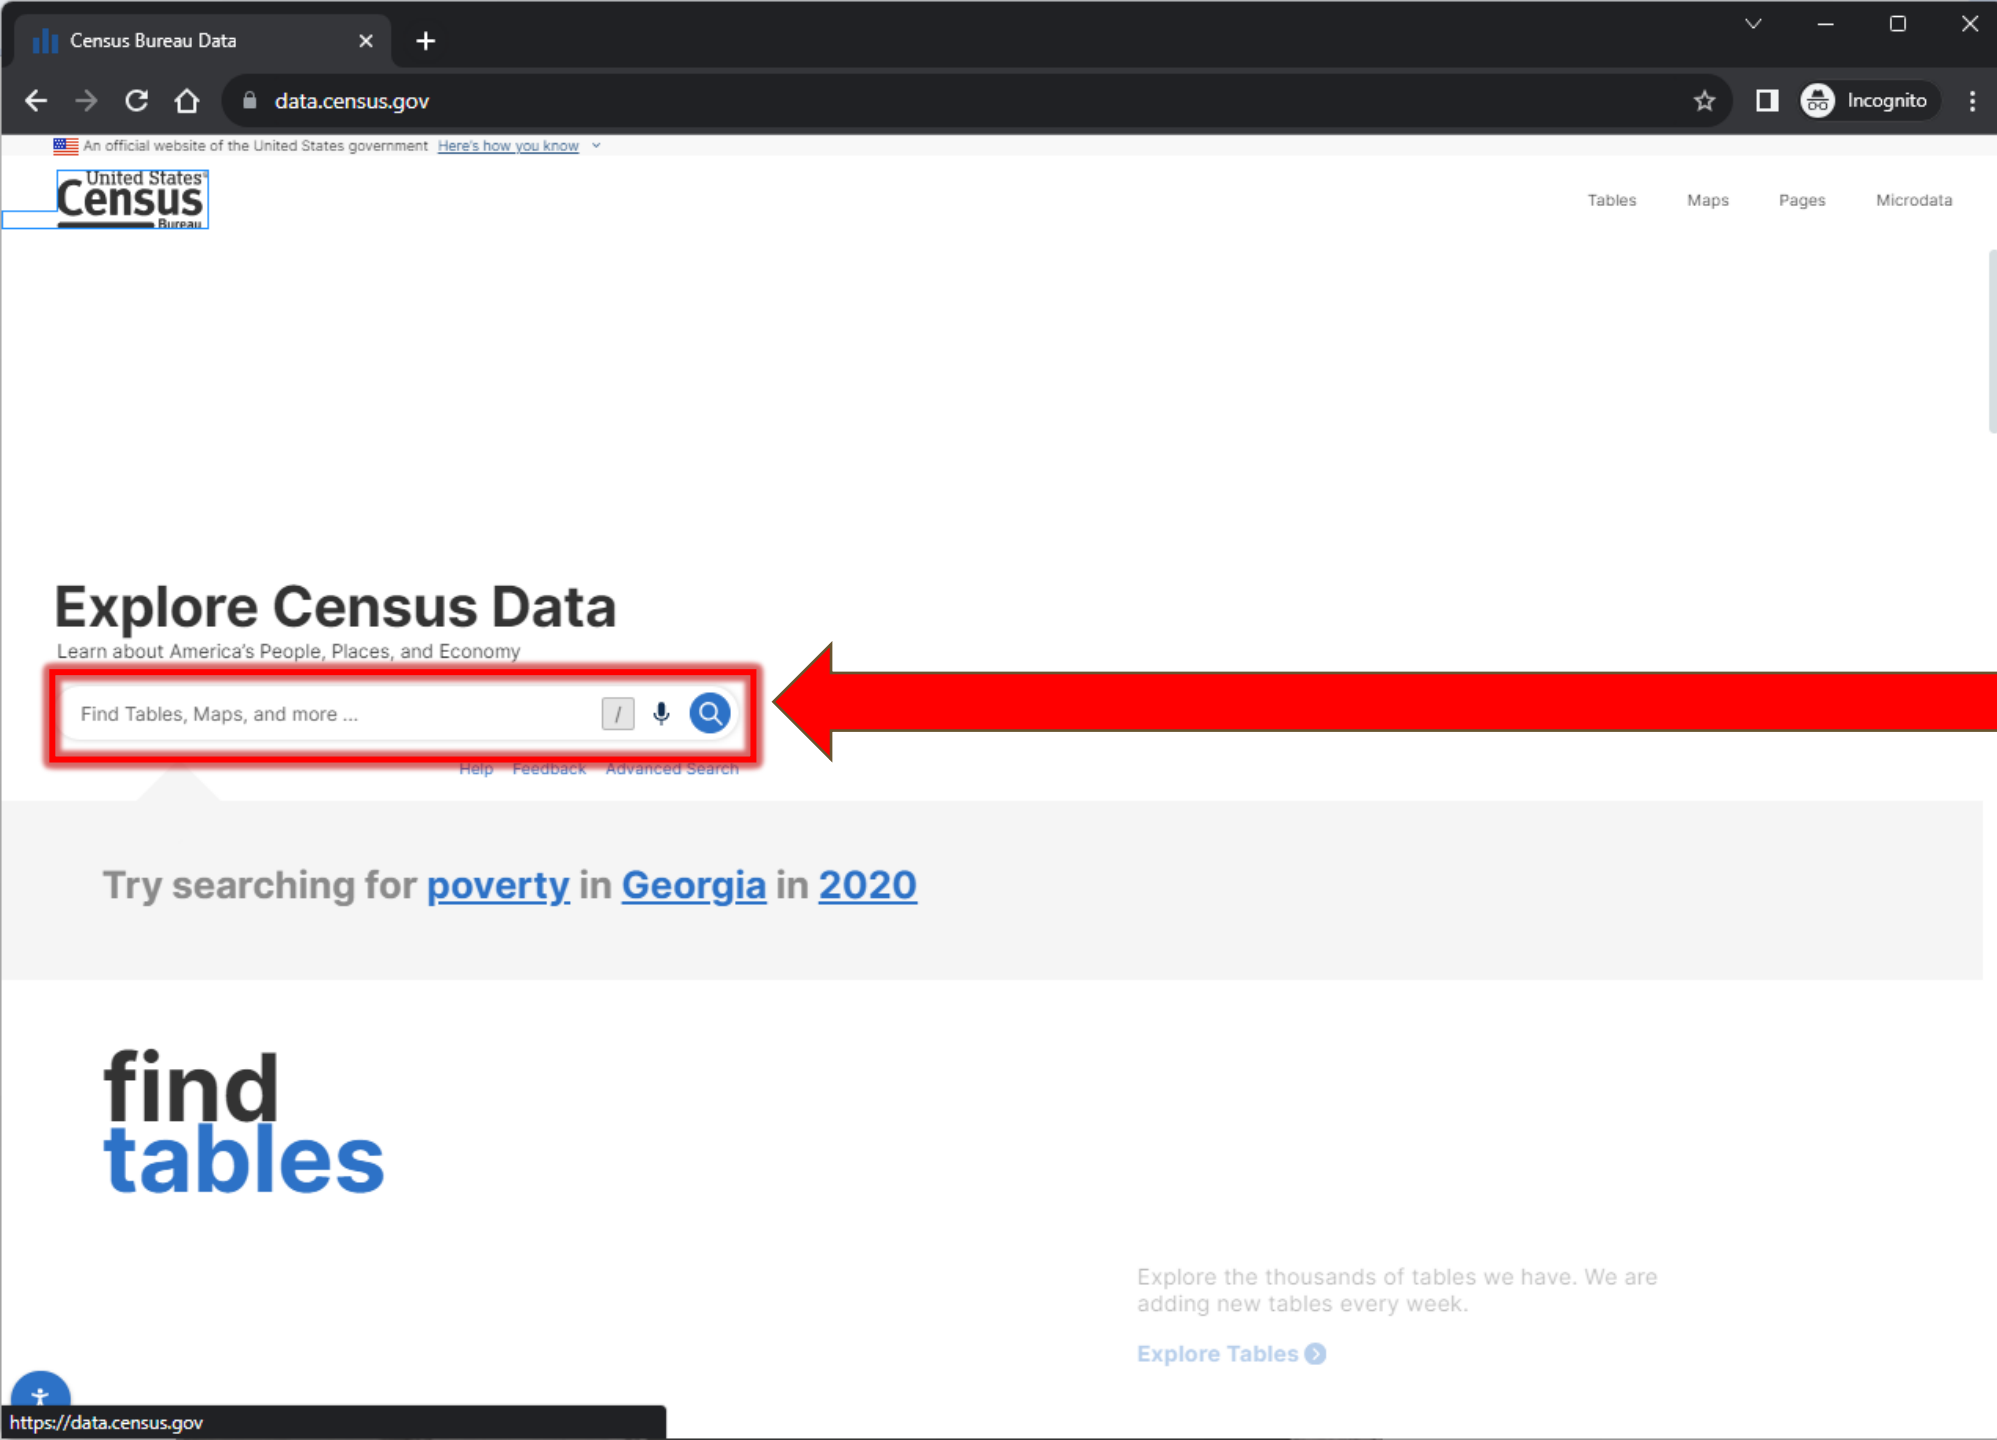 Census Bureau Data
data.census.gov
Incognito
An official website of the United States government Here's how you know
United States®
Census
Bureau
Tables Maps Pages Microdata
Explore Census Data
Learn about America's People, Places, and Economy
Find Tables, Maps, and more ... /
Help Feedback Advanced Search
Try searching for poverty in Georgia in 2020
find
tables
Explore the thousands of tables we have. We are
adding new tables every week.
Explore Tables
https://data.census.gov